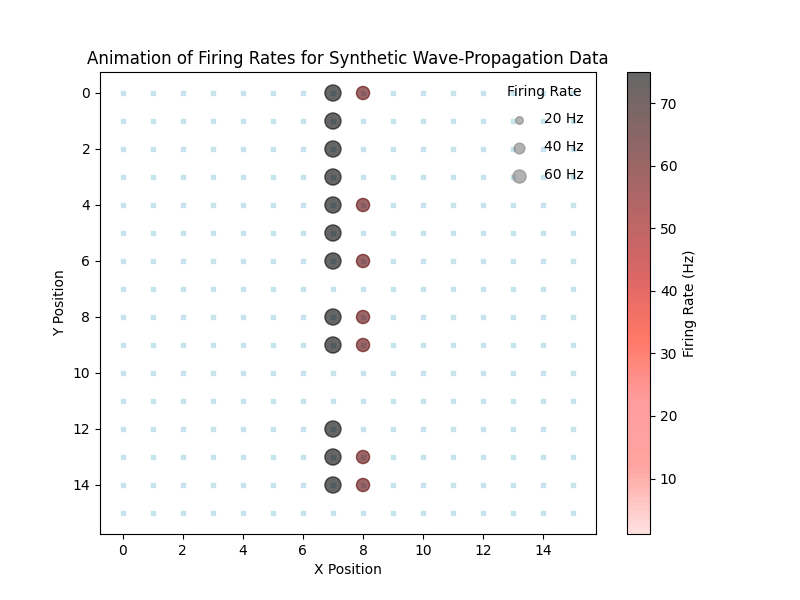 Animation of Firing Rates for Synthetic Wave-Propagation Data
Firing Rate
20 Hz
40 Hz
60 Hz
0
2
4
6
8
10
12
14
Y Position
0 2 4 6 8 10 12 14
X Position
70
60
50
40
30
20
10
Firing Rate (Hz)